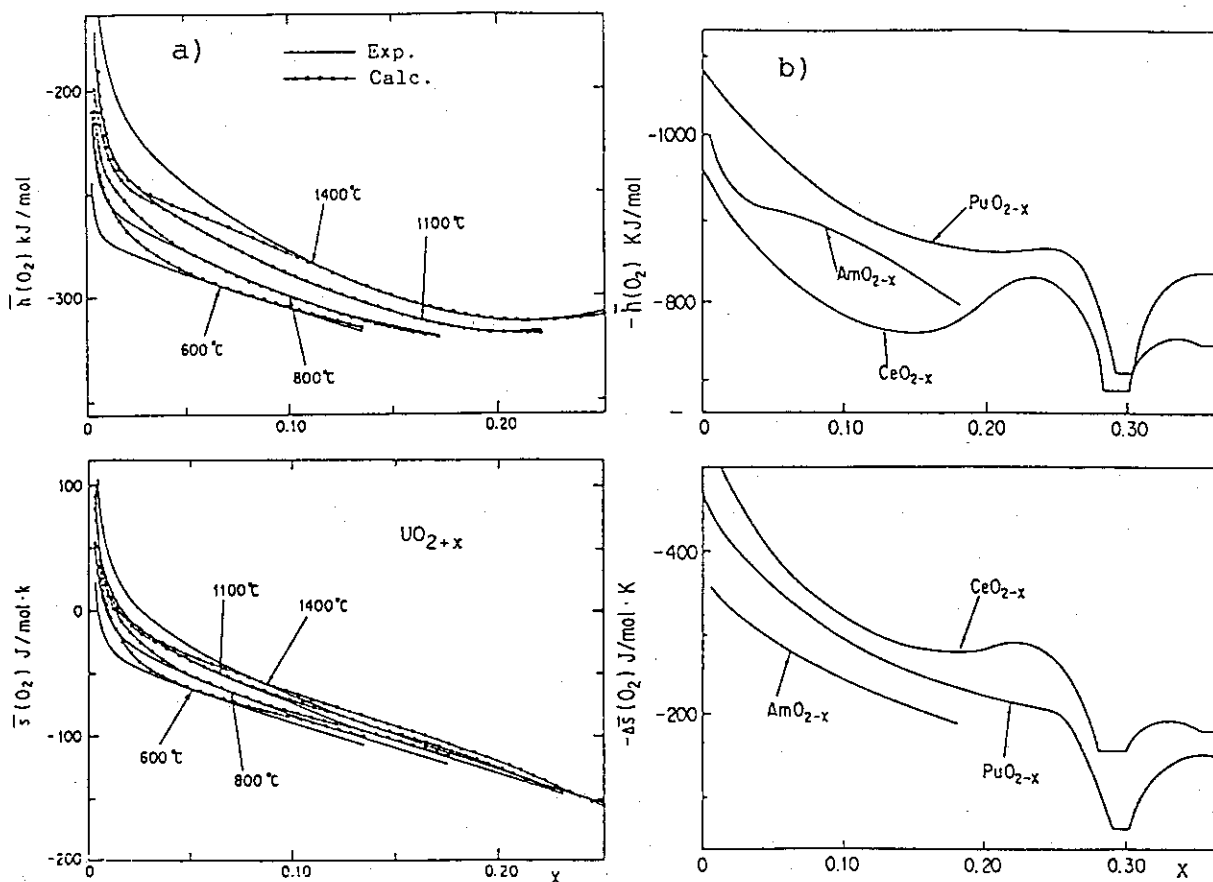 a)
Exp.
Calc.
-200
-300
h̅(O₂) kJ/mol
1400℃
1100℃
600℃
800℃
0
0.10
0.20
b)
-1000
-800
-h̅(O₂) KJ/mol
PuO₂₋ₓ
AmO₂₋ₓ
CeO₂₋ₓ
0
0.10
0.20
0.30
100
0
-100
-200
s̅(O₂) J/mol·k
UO₂₊ₓ
1100℃
1400℃
600℃
800℃
0
0.10
0.20
x
-400
-200
-Δs̅(O₂) J/mol·K
CeO₂₋ₓ
AmO₂₋ₓ
PuO₂₋ₓ
0
0.10
0.20
0.30
x